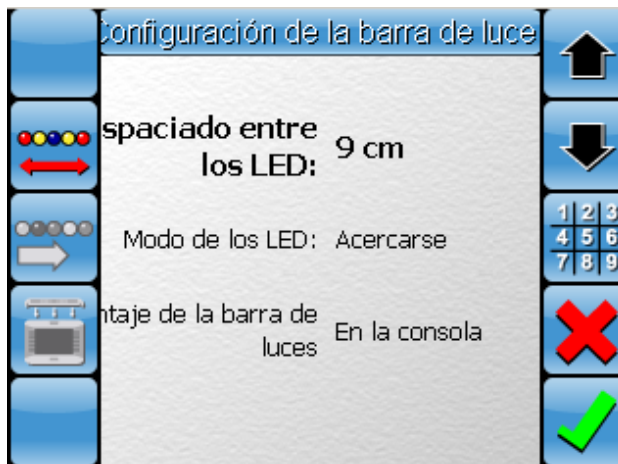 Configuración de la barra de luce
spaciado entre
los LED:
9 cm
Modo de los LED: Acercarse
ntaje de la barra de
luces
En la consola
1 2 3
4 5 6
7 8 9